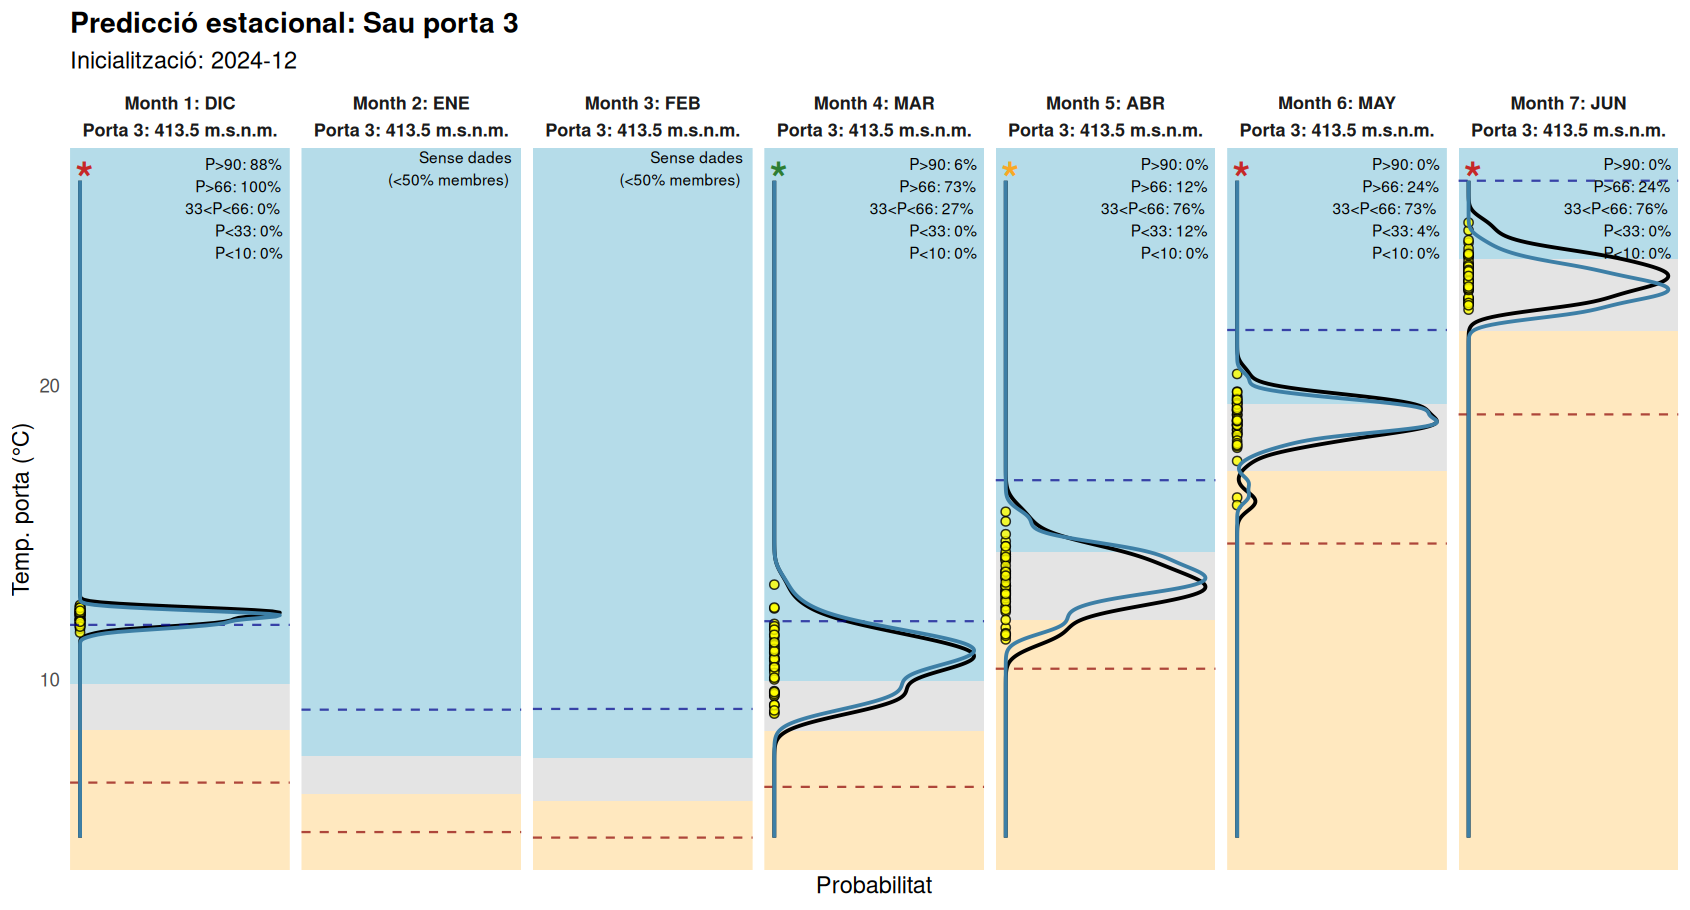 Predicció estacional: Sau porta 3
Inicialització: 2024-12
Month 1: DIC
Porta 3: 413.5 m.s.n.m.
Month 2: ENE
Porta 3: 413.5 m.s.n.m.
Month 3: FEB
Porta 3: 413.5 m.s.n.m.
Month 4: MAR
Porta 3: 413.5 m.s.n.m.
Month 5: ABR
Porta 3: 413.5 m.s.n.m.
Month 6: MAY
Porta 3: 413.5 m.s.n.m.
Month 7: JUN
Porta 3: 413.5 m.s.n.m.
*
P>90: 88%
P>66: 100%
33<P<66: 0%
P<33: 0%
P<10: 0%
Sense dades
(<50% membres)
Sense dades
(<50% membres)
*
P>90: 6%
P>66: 73%
33<P<66: 27%
P<33: 0%
P<10: 0%
*
P>90: 0%
P>66: 12%
33<P<66: 76%
P<33: 12%
P<10: 0%
*
P>90: 0%
P>66: 24%
33<P<66: 73%
P<33: 4%
P<10: 0%
*
P>90: 0%
P>66: 24%
33<P<66: 76%
P<33: 0%
P<10: 0%
20
10
Temp. porta (°C)
Probabilitat